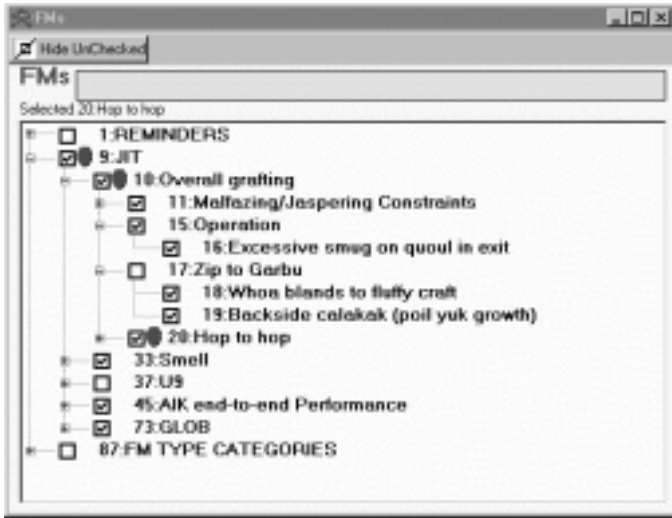 FMs
Hide UnChecked
FMs
Selected 20:Hop to hop
1:REMINDERS
9:JIT
10:Overall grafting
11:Malfazing/Jaspering Constraints
15:Operation
16:Excessive smug on quoul in exit
17:Zip to Garbu
18:Whoa blands to fluffy craft
19:Backside calakak (poil yuk growth)
20:Hop to hop
33:Smell
37:U9
45:AIK end-to-end Performance
73:GLOB
87:FM TYPE CATEGORIES